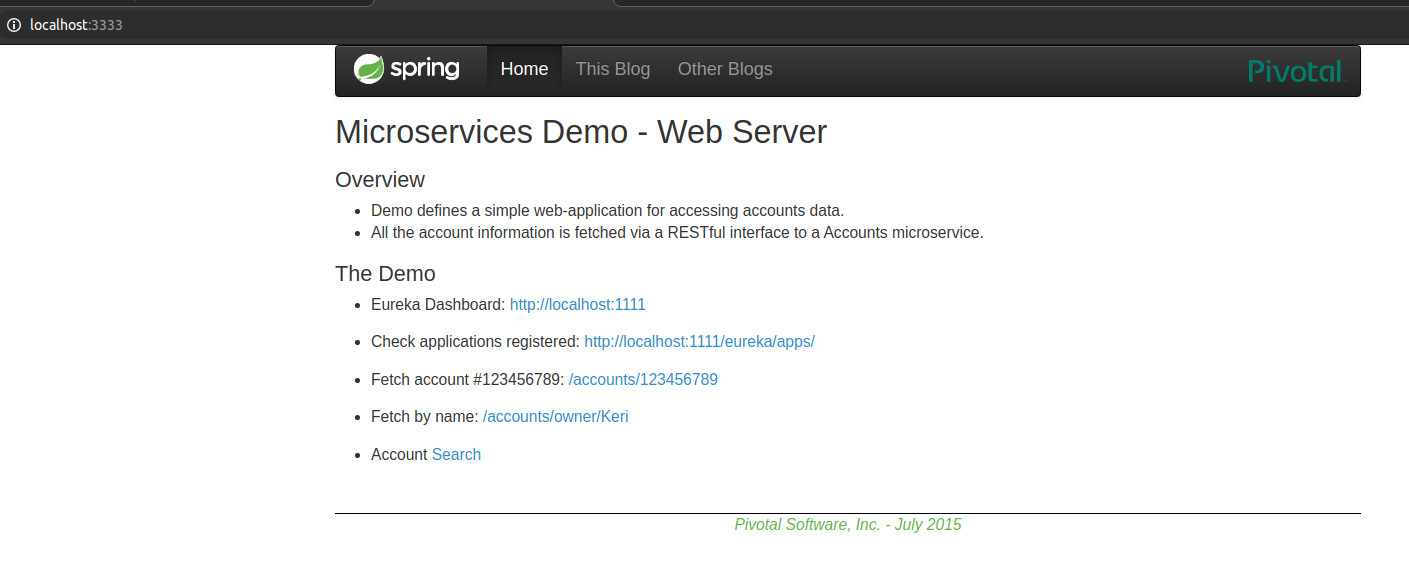 localhost:3333
spring Home This Blog Other Blogs Pivotal
Microservices Demo - Web Server
Overview
Demo defines a simple web-application for accessing accounts data.
All the account information is fetched via a RESTful interface to a Accounts microservice.
The Demo
Eureka Dashboard: http://localhost:1111
Check applications registered: http://localhost:1111/eureka/apps/
Fetch account #123456789: /accounts/123456789
Fetch by name: /accounts/owner/Keri
Account Search
Pivotal Software, Inc. - July 2015